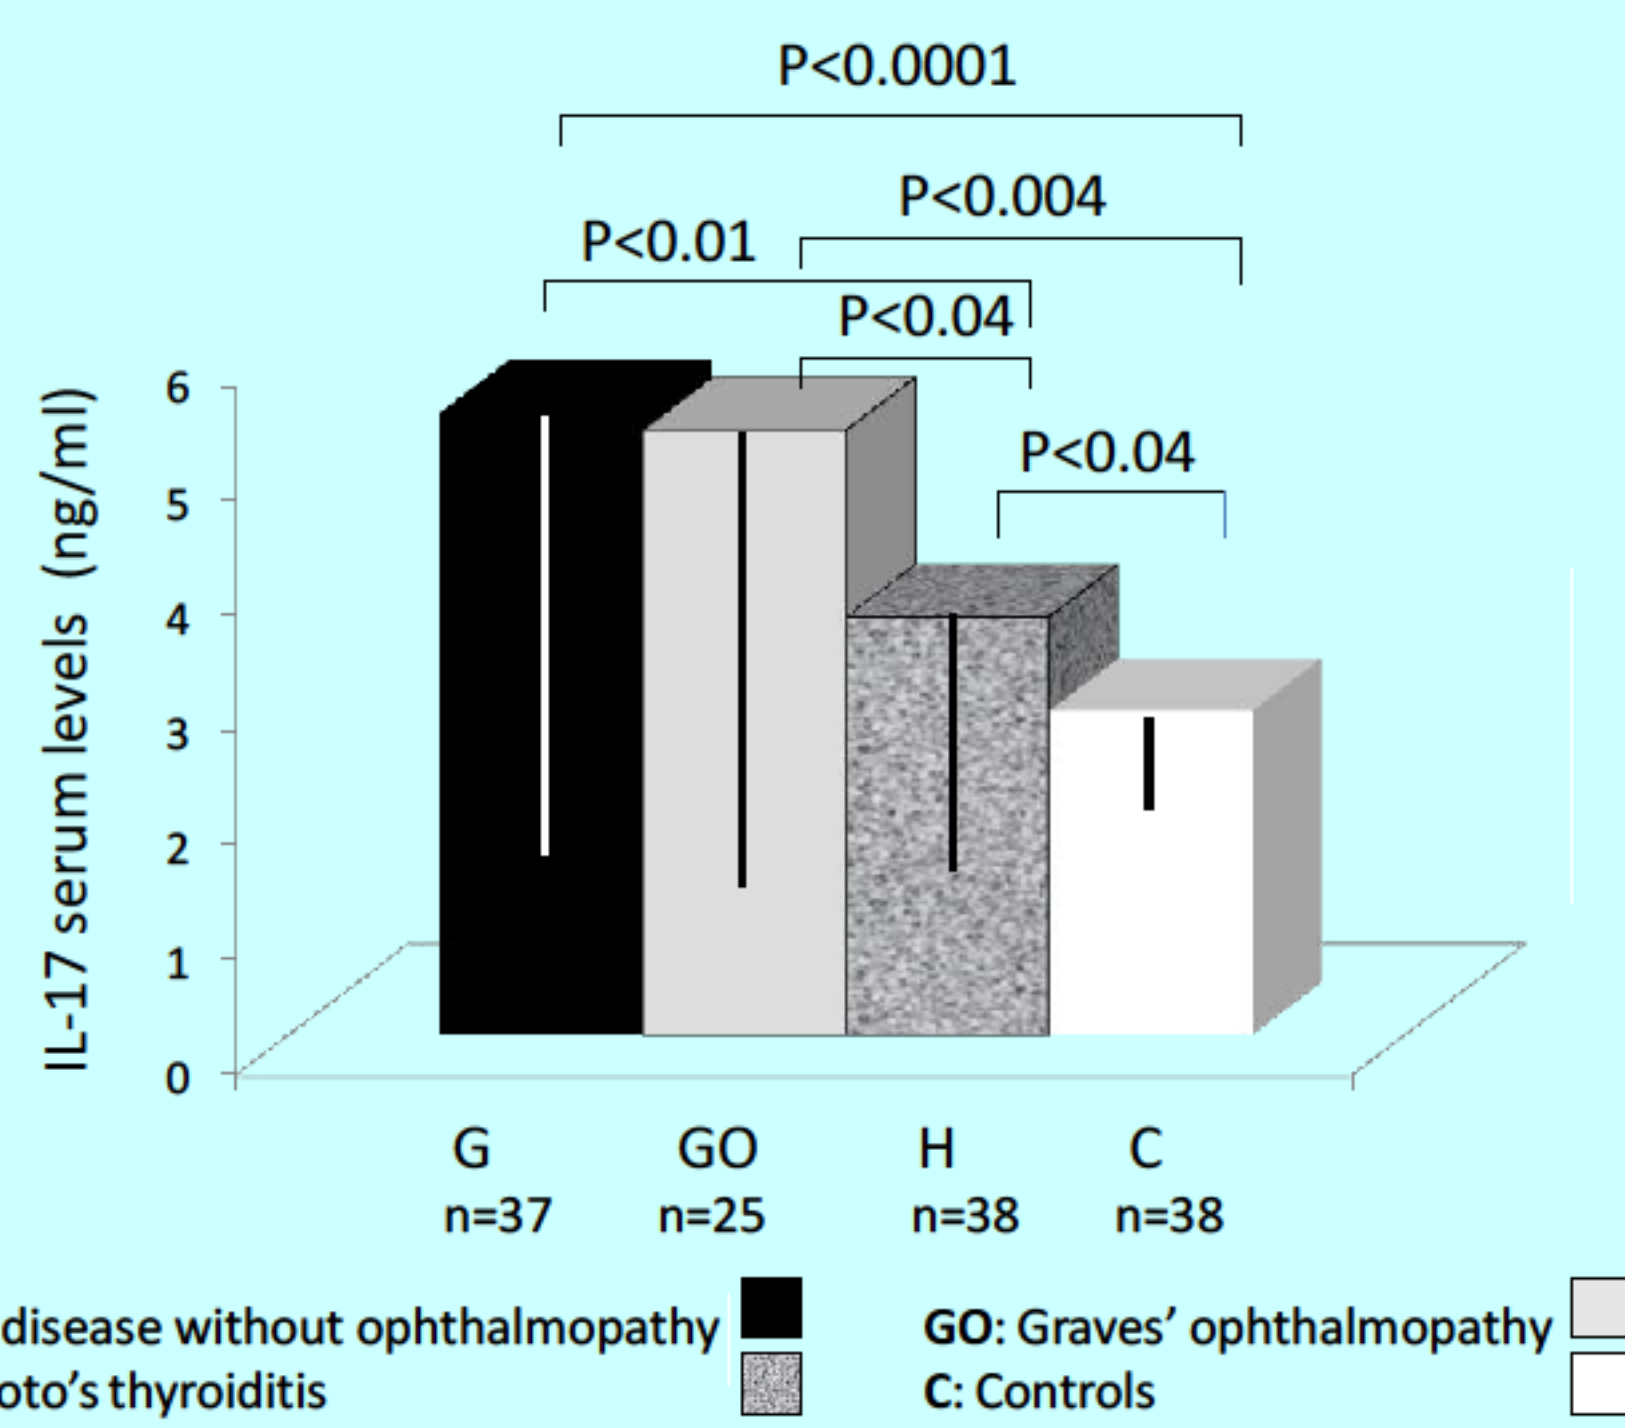 P<0.0001
P<0.004
P<0.01
P<0.04
P<0.04
IL-17 serum levels (ng/ml)
6
5
4
3
2
1
0
G GO H C
n=37 n=25 n=38 n=38
disease without ophthalmopathy GO: Graves’ ophthalmopathy
oto’s thyroiditis C: Controls